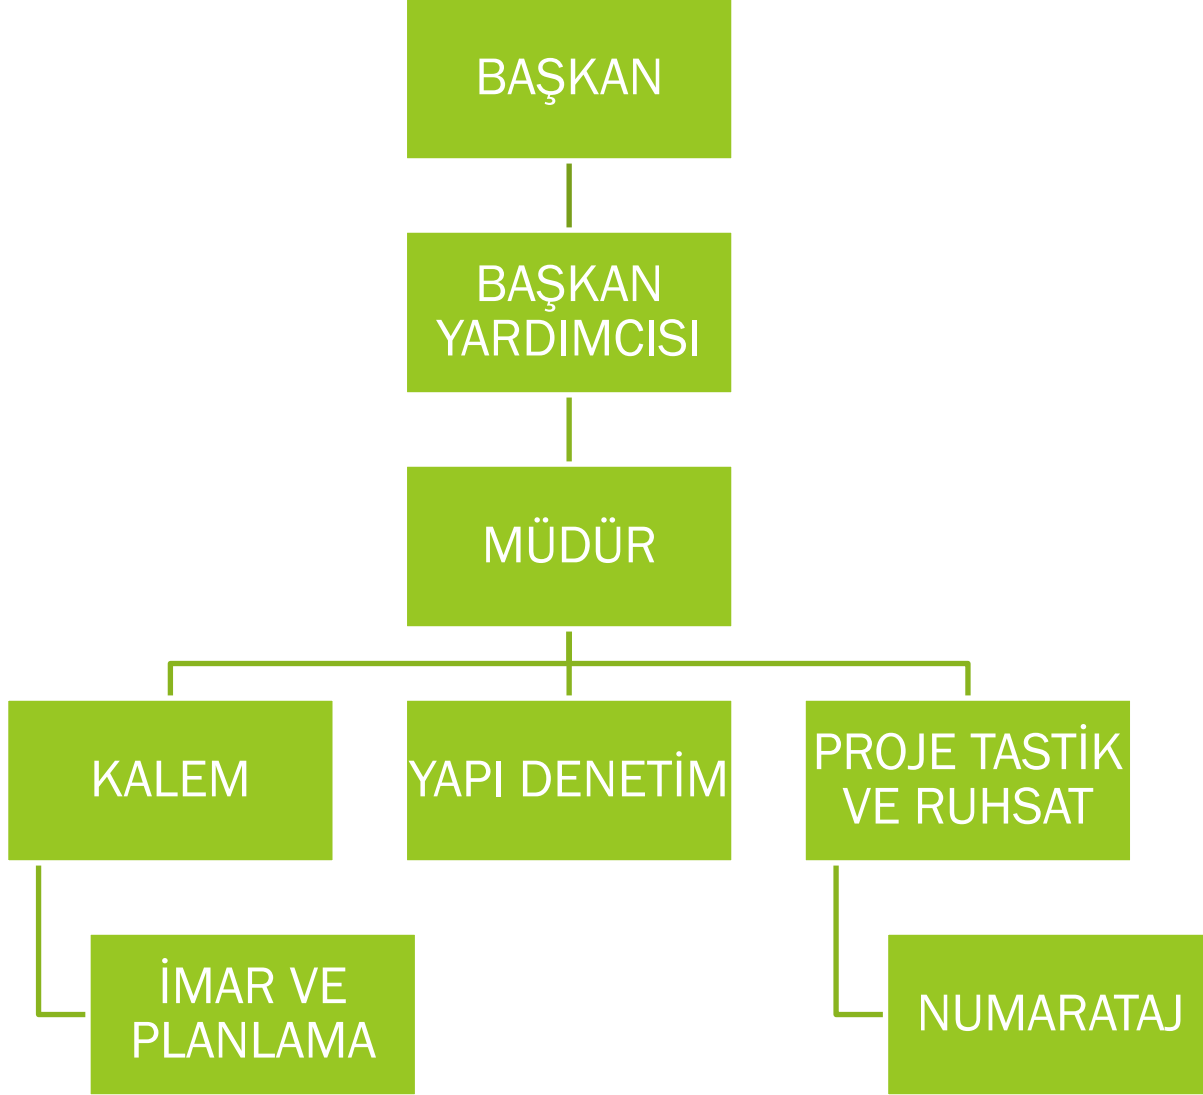 BAŞKAN
BAŞKAN
YARDIMCISI
MÜDÜR
KALEM
YAPI DENETİM
PROJE TASTİK
VE RUHSAT
İMAR VE
PLANLAMA
NUMARATAJ